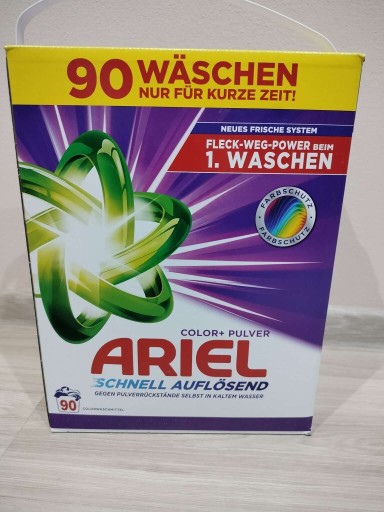 90 WÄSCHEN
NUR FÜR KURZE ZEIT!
NEUES FRISCHE SYSTEM
FLECK-WEG-POWER BEIM
1. WASCHEN
FARBSCHUTZ
FARBSCHUTZ
COLOR+ PULVER
ARIEL
SCHNELL AUFLÖSEND
GEGEN PULVERRÜCKSTÄNDE SELBST IN KALTEM WASSER
90